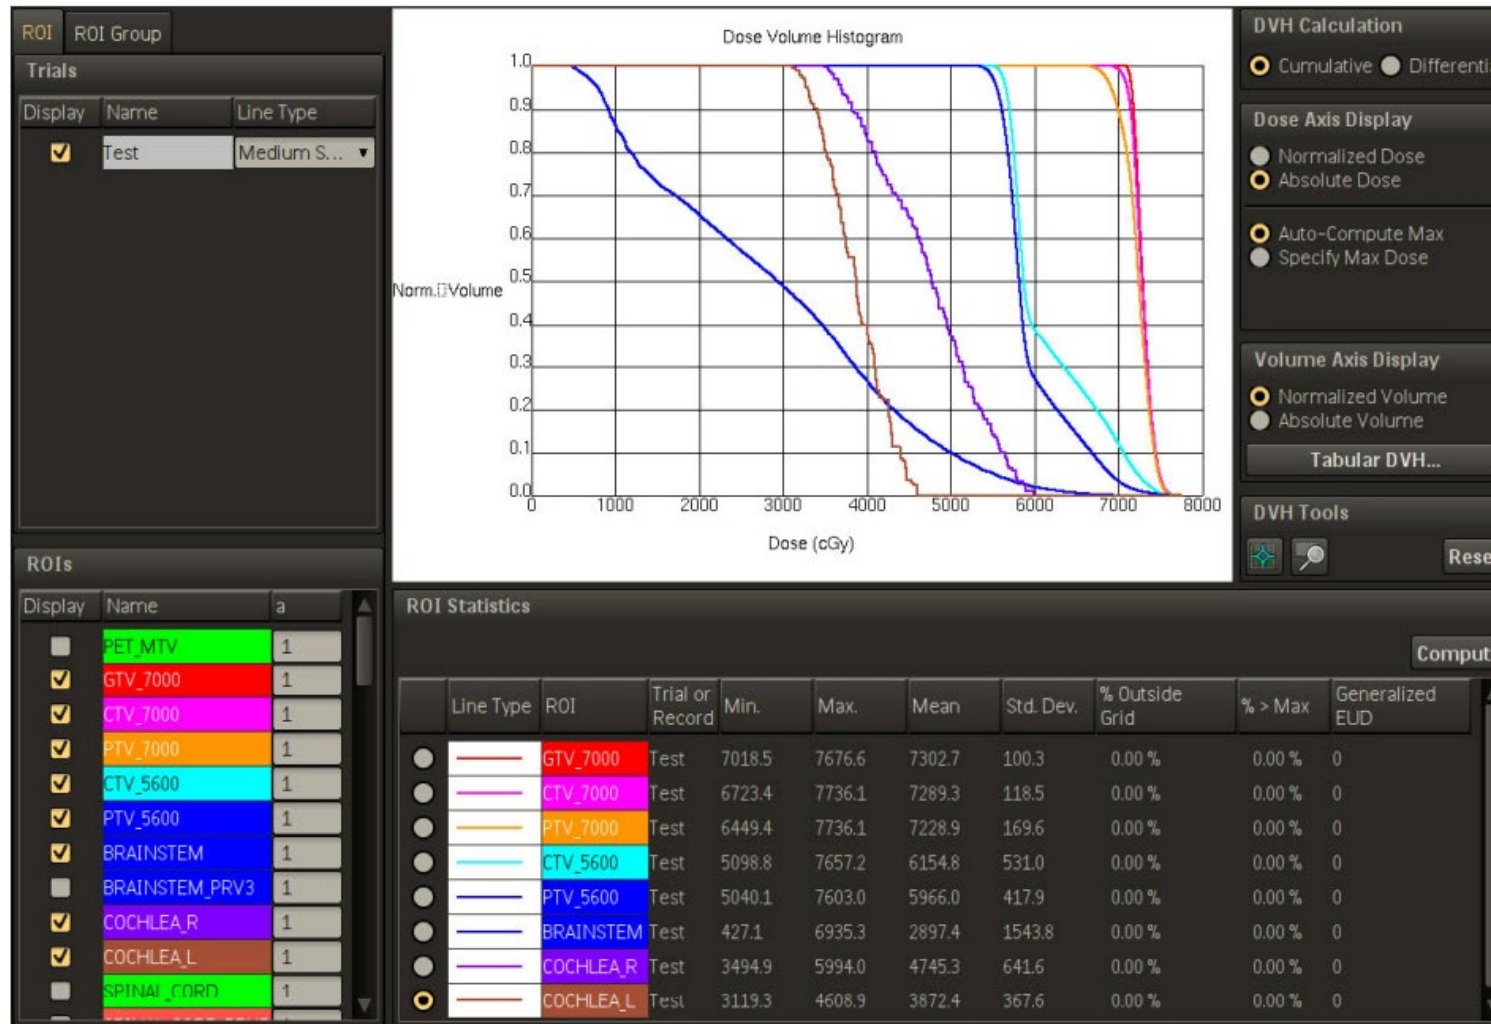 ROI ROI Group
Trials
Display Name Line Type
Test Medium S...
ROIs
Display Name a
PET_MTV 1
GTV_7000 1
CTV_7000 1
PTV_7000 1
CTV_5600 1
PTV_5600 1
BRAINSTEM 1
BRAINSTEM_PRV3 1
COCHLEA_R 1
COCHLEA_L 1
SPINAL_CORD 1
Dose Volume Histogram
1.0
0.9
0.8
0.7
0.6
0.5
Norm. Volume
0.4
0.3
0.2
0.1
0.0
0 1000 2000 3000 4000 5000 6000 7000 8000
Dose (cGy)
DVH Calculation
Cumulative Differenti
Dose Axis Display
Normalized Dose
Absolute Dose
Auto-Compute Max
Specify Max Dose
Volume Axis Display
Normalized Volume
Absolute Volume
Tabular DVH...
DVH Tools
Rese
ROI Statistics
Comput
Line Type ROI Trial or Record Min. Max. Mean Std. Dev. % Outside Grid % > Max Generalized EUD
GTV_7000 Test 7018.5 7676.6 7302.7 100.3 0.00 % 0.00 % 0
CTV_7000 Test 6723.4 7736.1 7289.3 118.5 0.00 % 0.00 % 0
PTV_7000 Test 6449.4 7736.1 7228.9 169.6 0.00 % 0.00 % 0
CTV_5600 Test 5098.8 7657.2 6154.8 531.0 0.00 % 0.00 % 0
PTV_5600 Test 5040.1 7603.0 5966.0 417.9 0.00 % 0.00 % 0
BRAINSTEM Test 427.1 6935.3 2897.4 1543.8 0.00 % 0.00 % 0
COCHLEA_R Test 3494.9 5994.0 4745.3 641.6 0.00 % 0.00 % 0
COCHLEA_L Test 3119.3 4608.9 3872.4 367.6 0.00 % 0.00 % 0